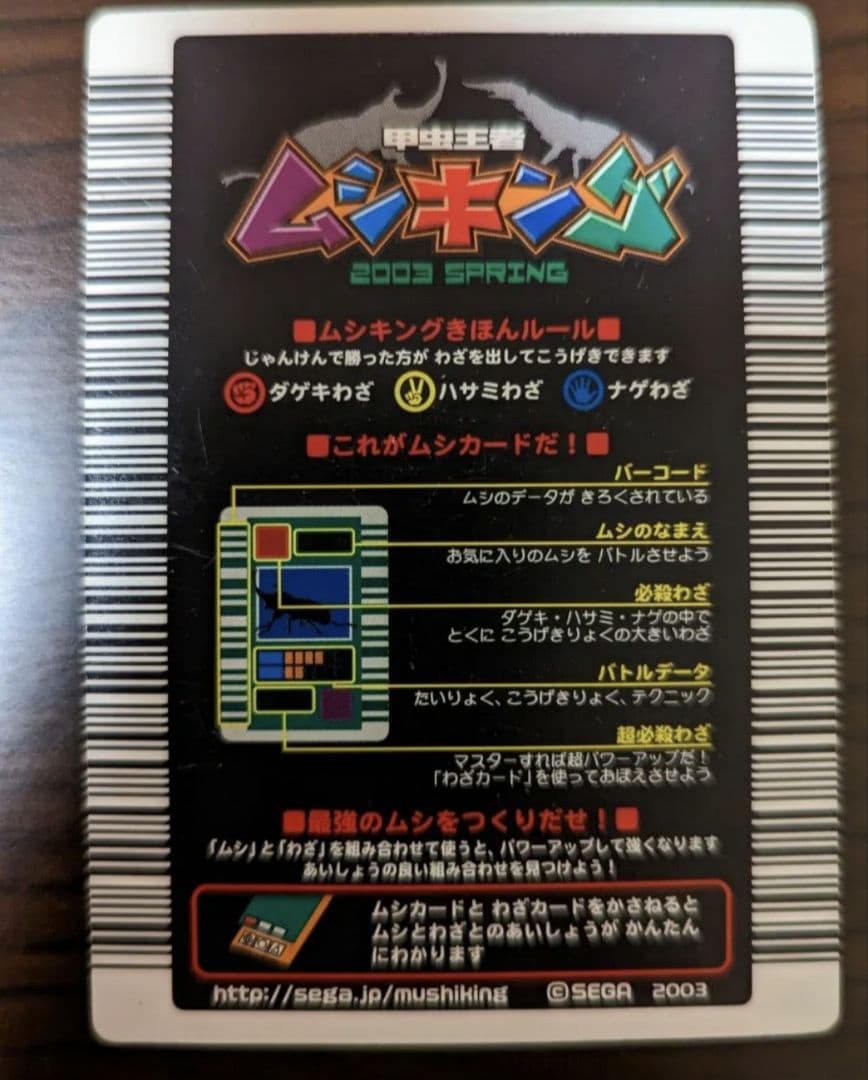 甲虫王者
ムシキング
2003 SPRING
■ムシキングきほんルール■
じゃんけんで勝った方が わざを出してこうげきできます
ダゲキわざ ハサミわざ ナゲわざ
■これがムシカードだ!■
バーコード
ムシのデータが きろくされている
ムシのなまえ
お気に入りのムシを バトルさせよう
必殺わざ
ダゲキ・ハサミ・ナゲの中で
とくに こうげきりょくの大きいわざ
バトルデータ
たいりょく、こうげきりょく、テクニック
超必殺わざ
マスターすれば超パワーアップだ!
「わざカード」を使っておぼえさせよう
■最強のムシをつくりだせ!■
「ムシ」と「わざ」を組み合わせて使うと、パワーアップして強くなります
あいしょうの良い組み合わせを見つけよう!
ムシカードと わざカードをかさねると
ムシとわざとのあいしょうが かんたん
にわかります
http://sega.jp/mushiking ©SEGA 2003